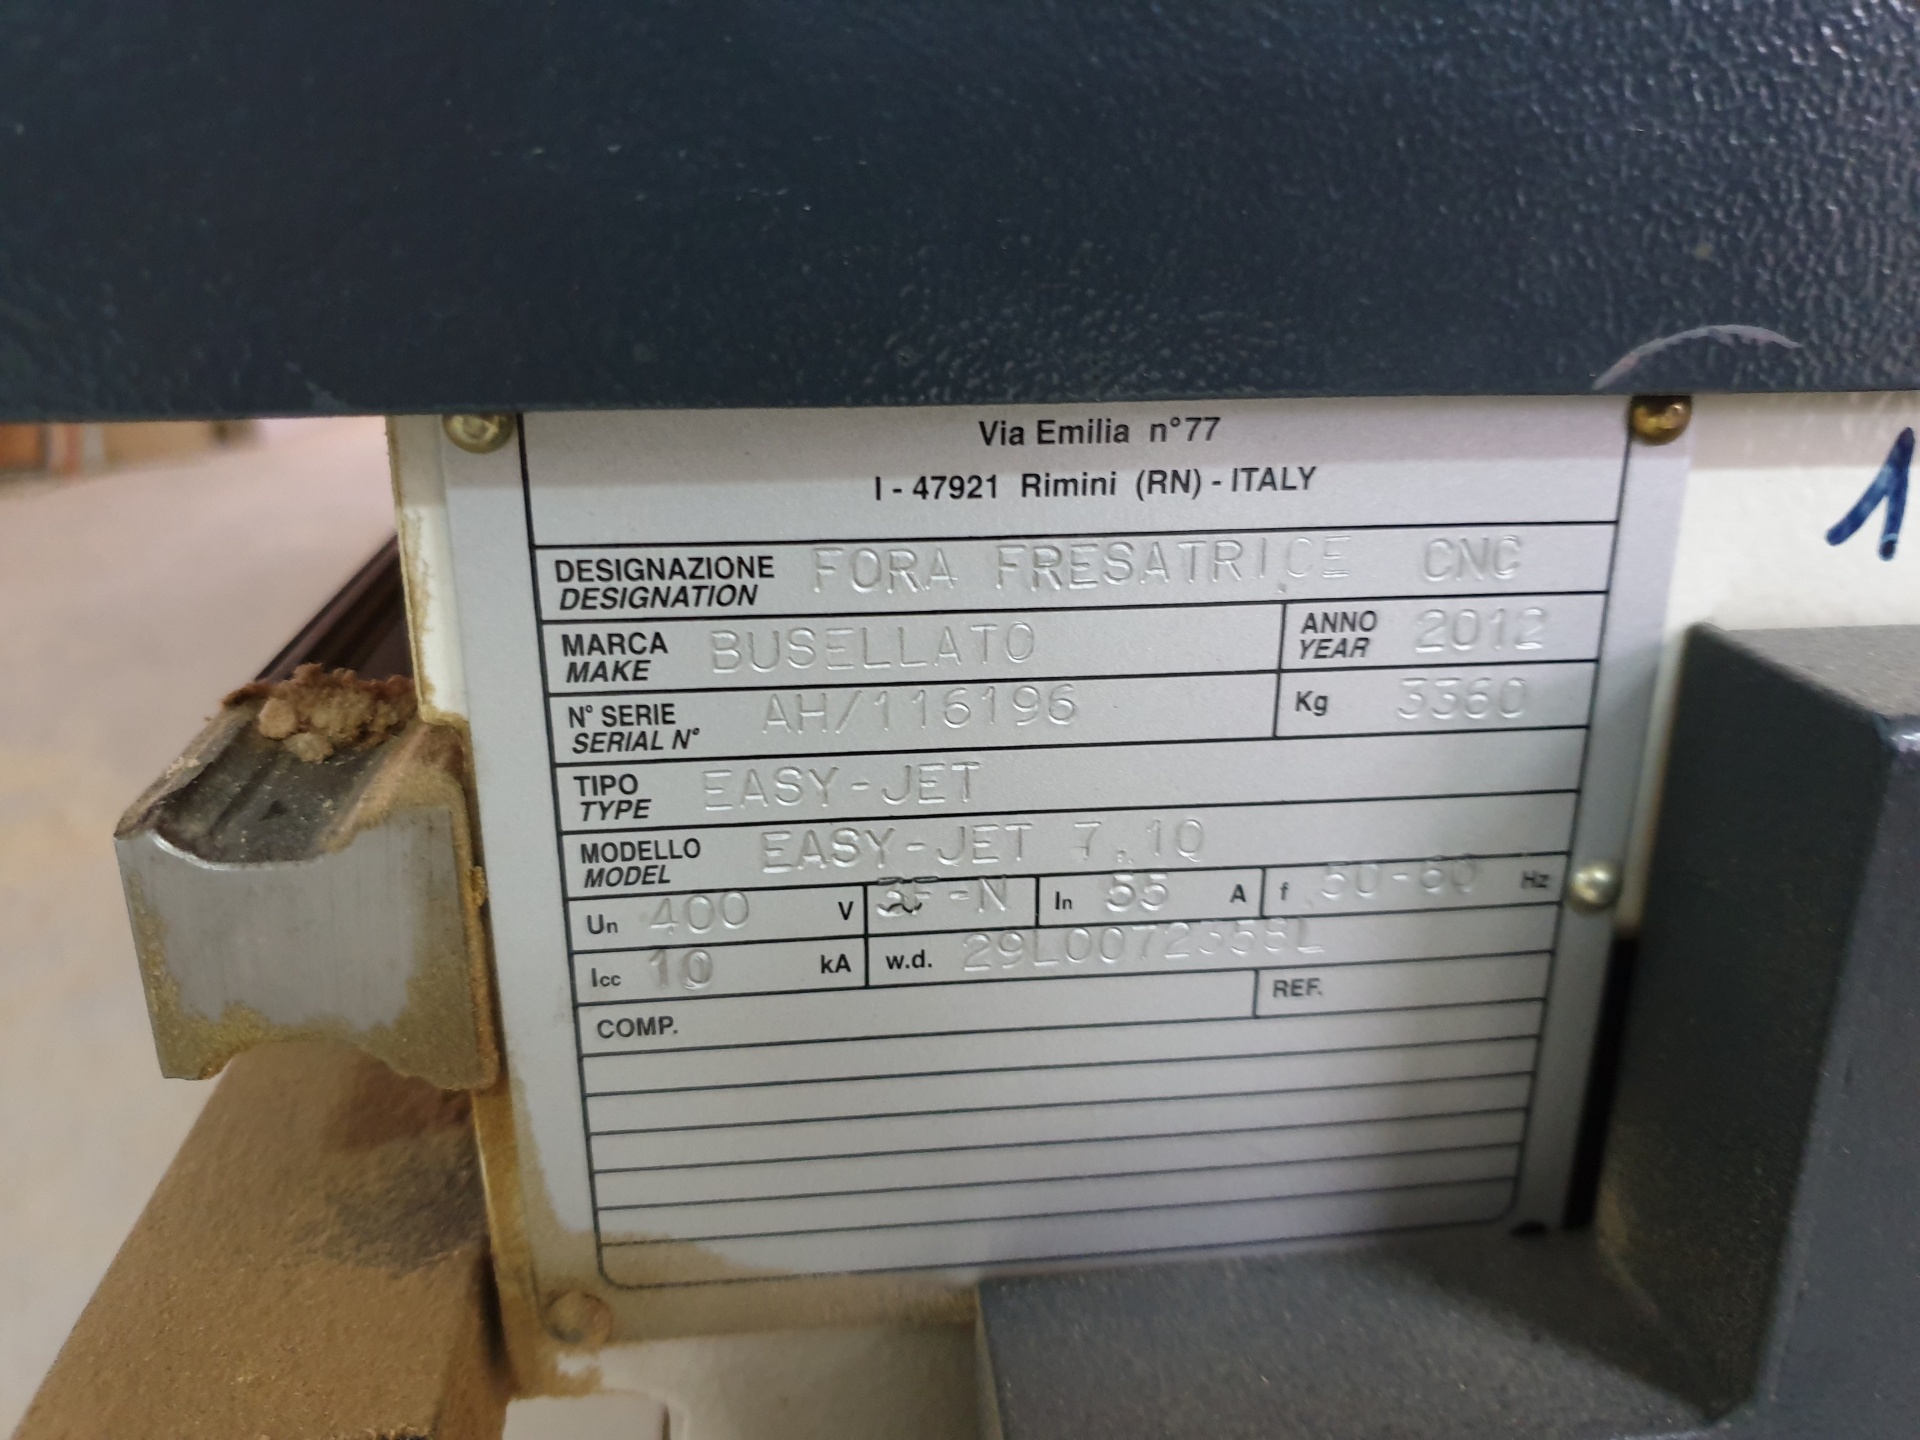 Via Emilia n°77
I - 47921 Rimini (RN) - ITALY
DESIGNAZIONE FORA FRESATRICE CNC
DESIGNATION
MARCA BUSELLATO ANNO 2012
MAKE YEAR
N° SERIE AH/116196 Kg 3360
SERIAL N°
TIPO EASY-JET
TYPE
MODELLO EASY-JET 7.10
MODEL
Un 400 V 3F-N In 55 A f 50-60 Hz
Icc 10 kA w.d. 29L0072358L
COMP. REF.
1